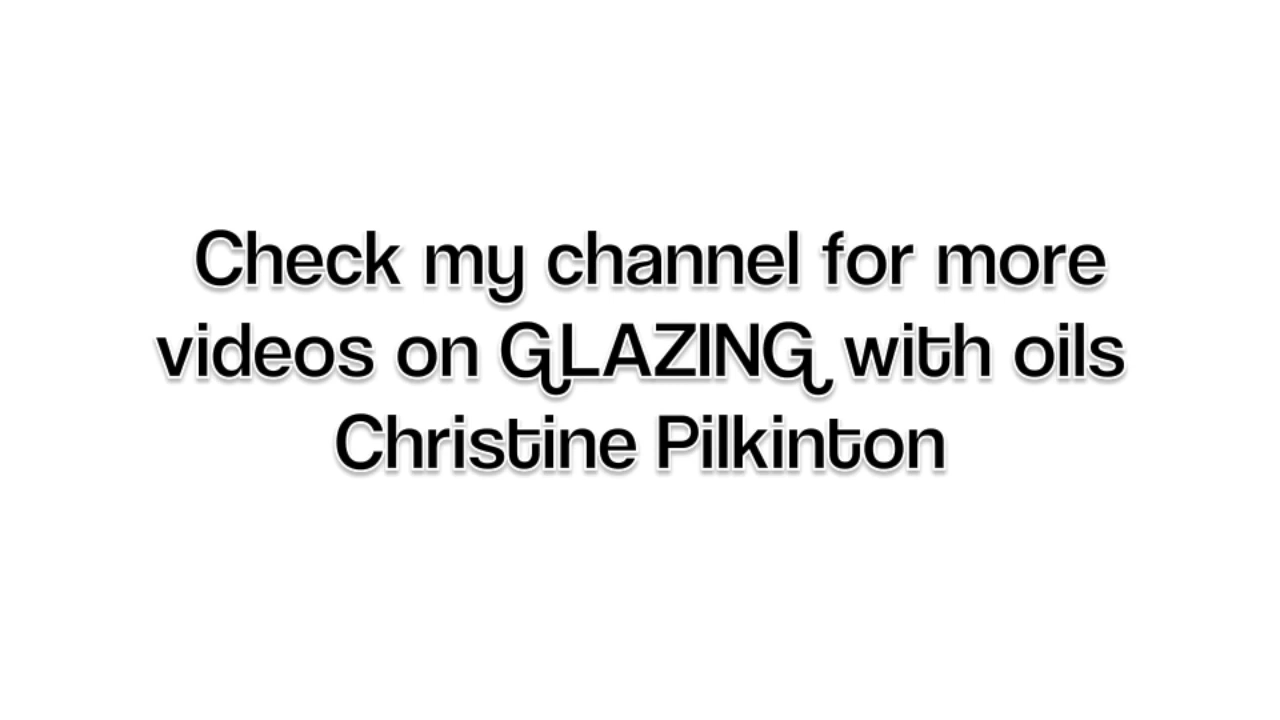 Check my channel for more
videos on GLAZING with oils
Christine Pilkinton